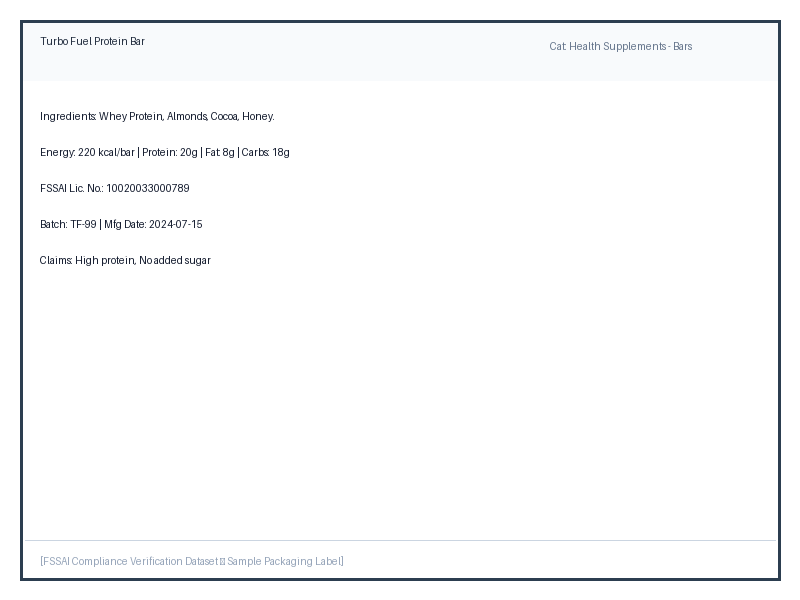 Turbo Fuel Protein Bar
Cat: Health Supplements - Bars
Ingredients: Whey Protein, Almonds, Cocoa, Honey.
Energy: 220 kcal/bar | Protein: 20g | Fat: 8g | Carbs: 18g
FSSAI Lic. No.: 10020033000789
Batch: TF-99 | Mfg Date: 2024-07-15
Claims: High protein, No added sugar
[FSSAI Compliance Verification Dataset Sample Packaging Label]